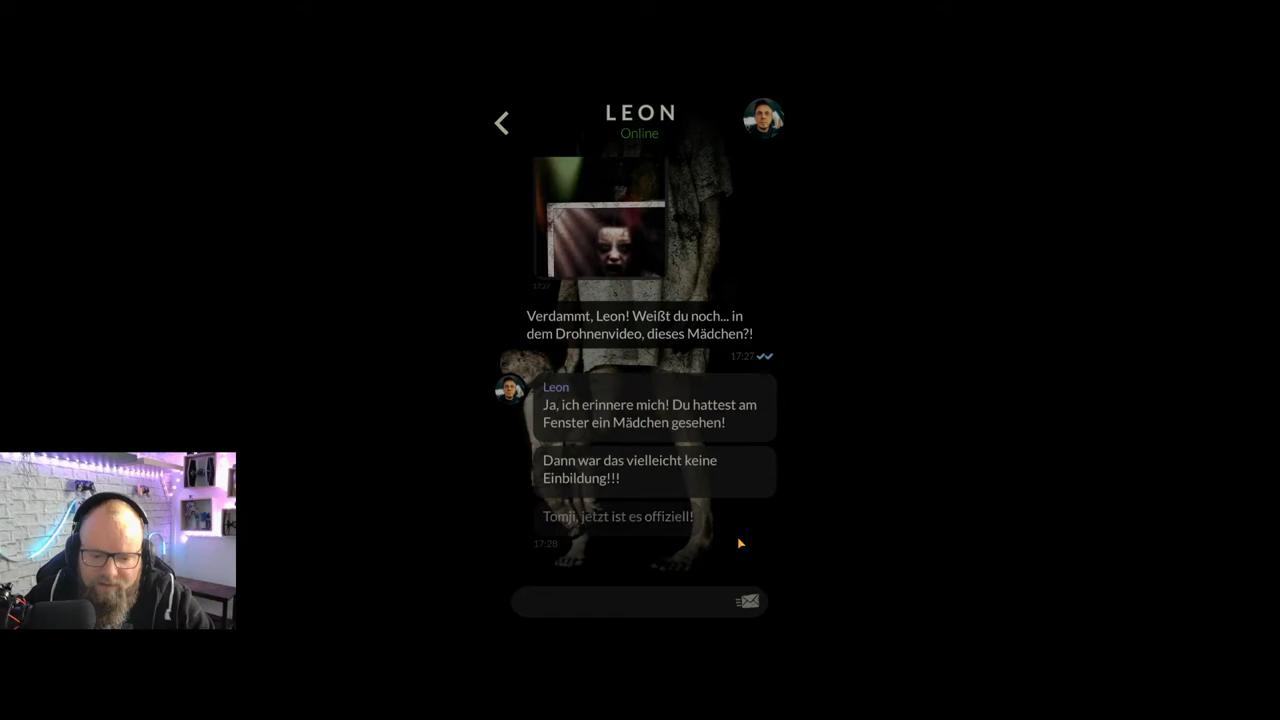 LEON
Online
17:27
Verdammt, Leon! Weißt du noch... in
dem Drohnenvideo, dieses Mädchen?!
17:27
Leon
Ja, ich erinnere mich! Du hattest am
Fenster ein Mädchen gesehen!
Dann war das vielleicht keine
Einbildung!!!
Tomji, jetzt ist es offiziell!
17:28